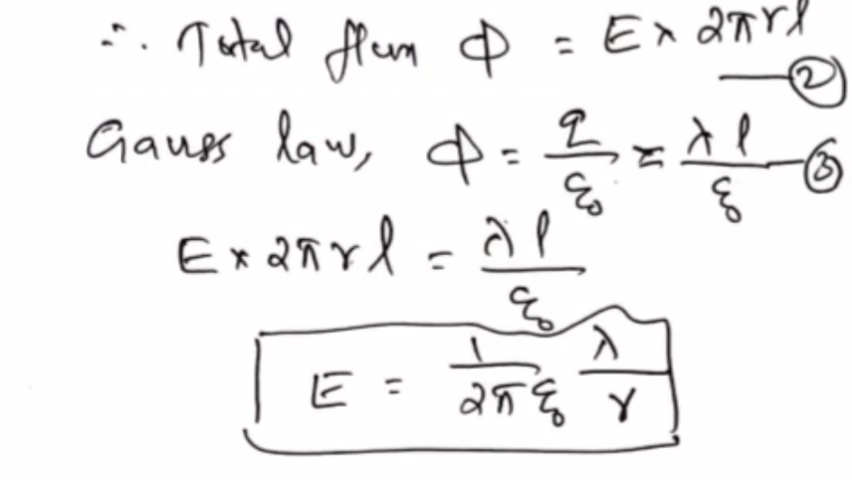 ∴ Total flux Φ = E × 2πrl —②
Gauss law, Φ = q/ε₀ = λl/ε₀ —③
E × 2πrl = λl/ε₀
E = 1/2πε₀ λ/r